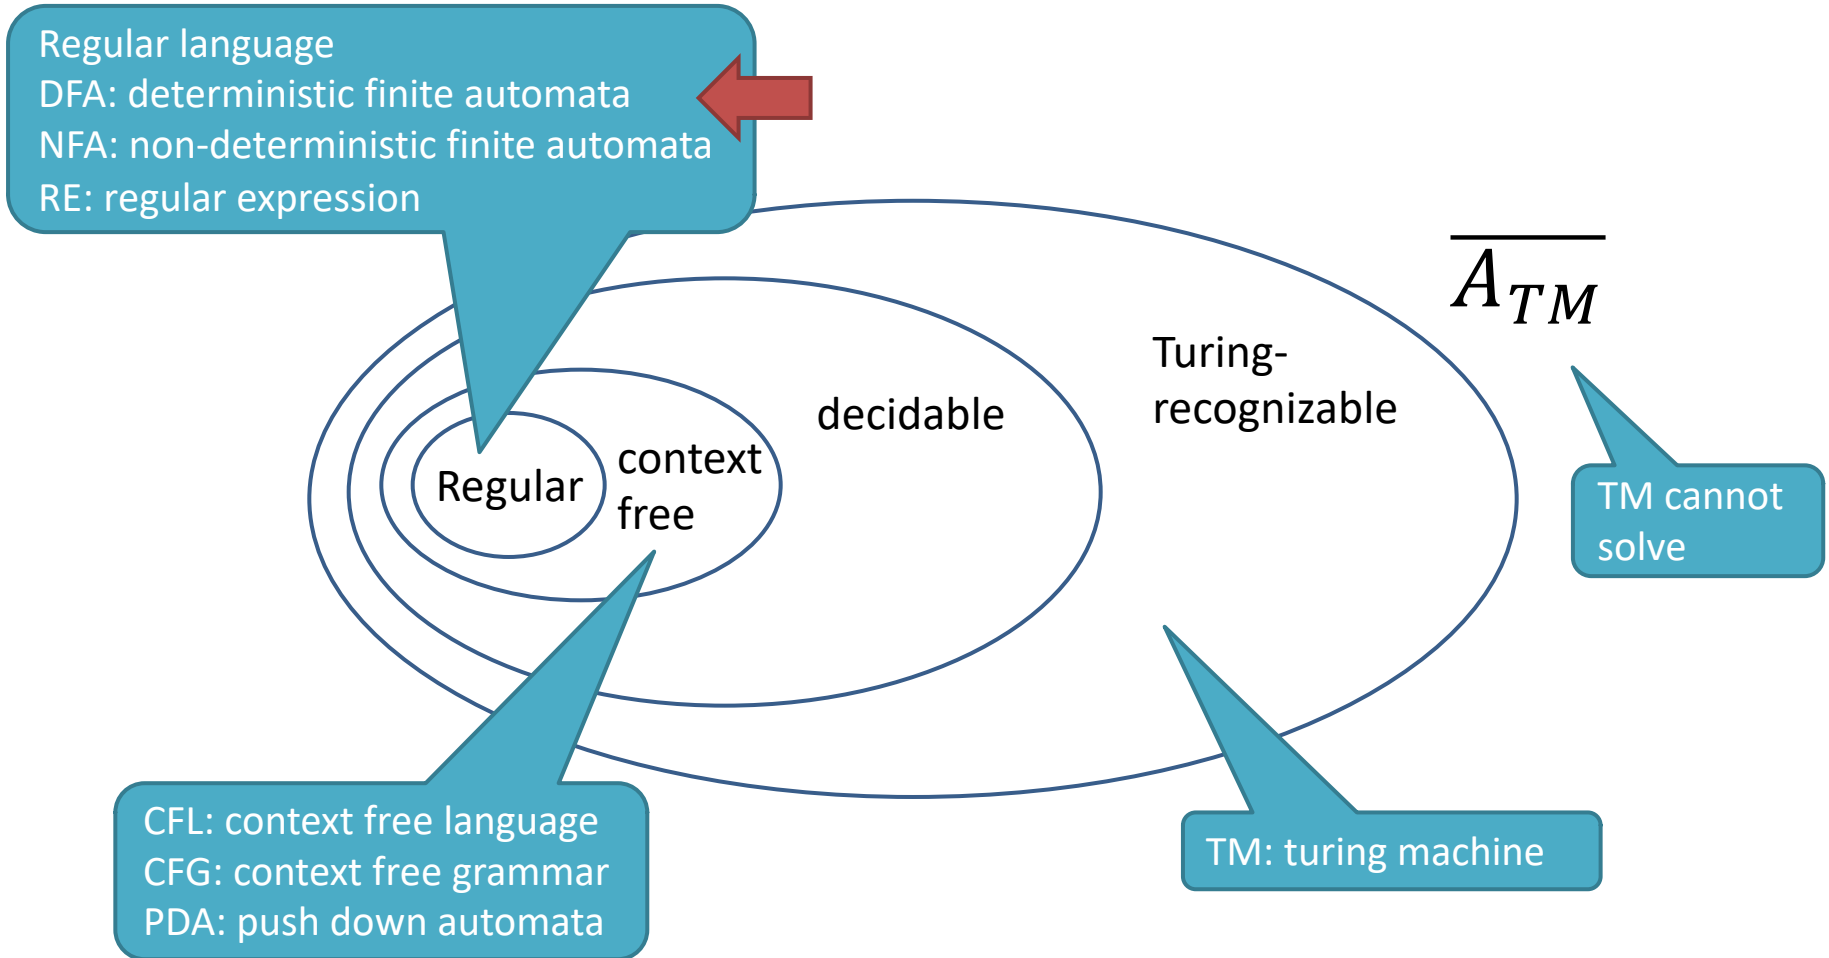 Regular language
DFA: deterministic finite automata
NFA: non-deterministic finite automata
RE: regular expression
$\overline{A_{TM}}$
Turing-
recognizable
decidable
context
free
Regular
TM cannot
solve
CFL: context free language
CFG: context free grammar
PDA: push down automata
TM: turing machine